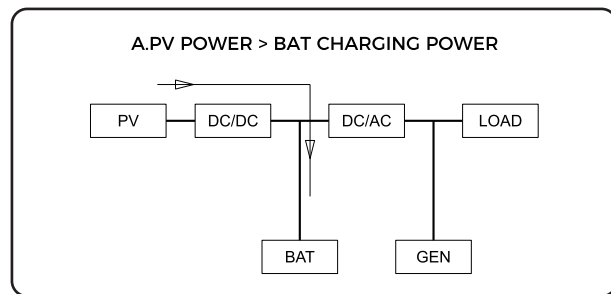 A.PV POWER > BAT CHARGING POWER
PV DC/DC DC/AC LOAD
BAT GEN